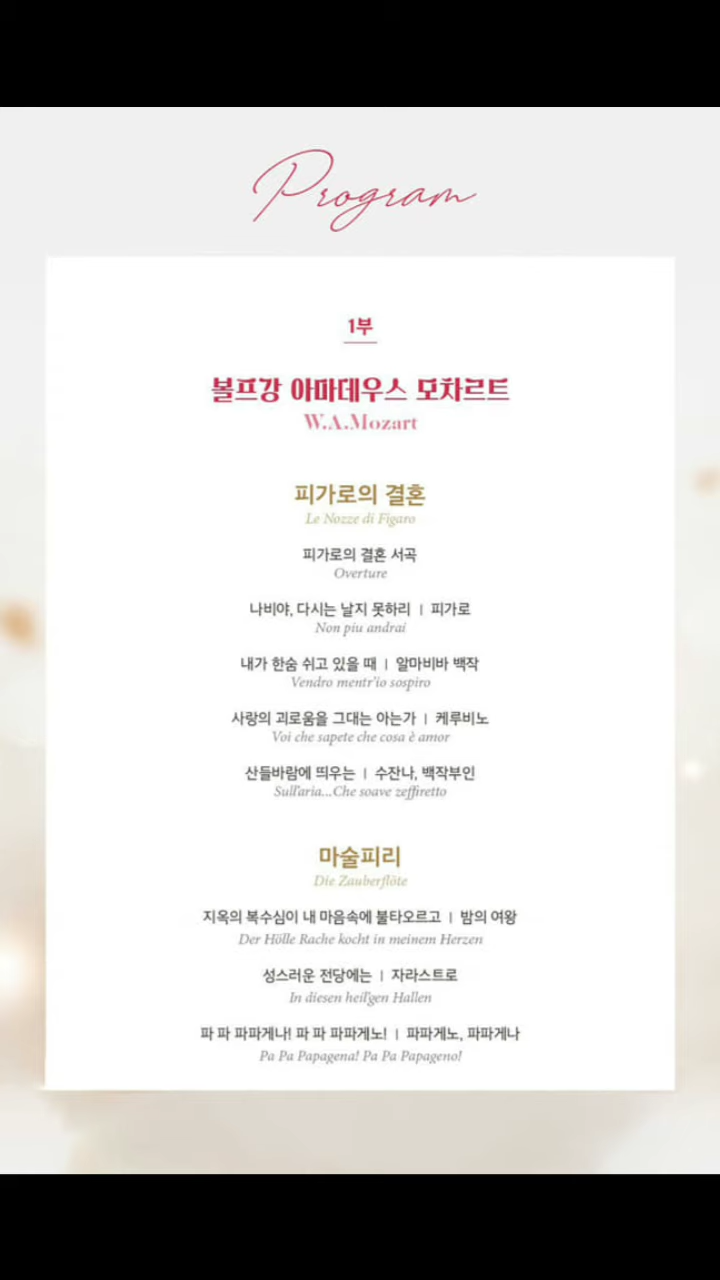 Program
1부
볼프강 아마데우스 모차르트
W.A.Mozart
피가로의 결혼
Le Nozze di Figaro
피가로의 결혼 서곡
Overture
나비야, 다시는 날지 못하리 | 피가로
Non piu andrai
내가 한숨 쉬고 있을 때 | 알마비바 백작
Vendro mentr'io sospiro
사랑의 괴로움을 그대는 아는가 | 케루비노
Voi che sapete che cosa è amor
산들바람에 띄우는 | 수잔나, 백작부인
Sull'aria...Che soave zeffiretto
마술피리
Die Zauberflöte
지옥의 복수심이 내 마음속에 불타오르고 | 밤의 여왕
Der Hölle Rache kocht in meinem Herzen
성스러운 전당에는 | 자라스트로
In diesen heil'gen Hallen
파 파 파파게나! 파 파 파파게노! | 파파게노, 파파게나
Pa Pa Papagena! Pa Pa Papageno!